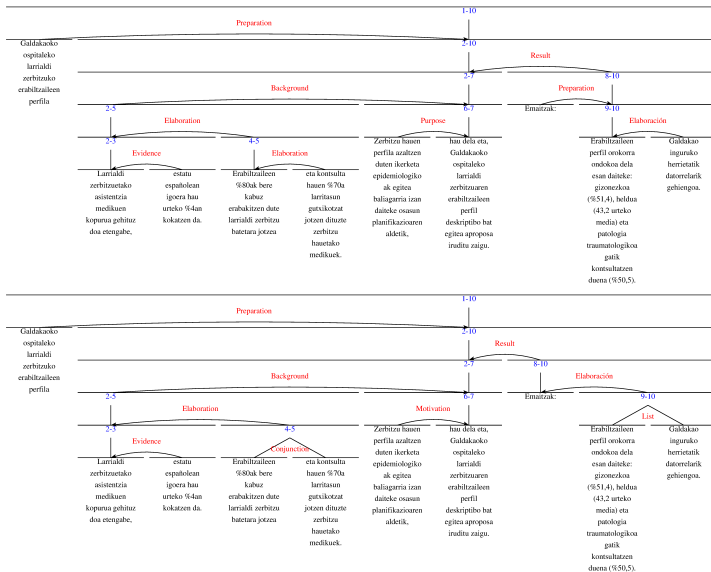 1-10
Preparation
Galdakaoko
ospitaleko
larrialdi
zerbitzuko
erabiltzaileen
perfila
2-10
Result
2-7
8-10
Background
Preparation
2-5
6-7
Emaitzak:
9-10
Elaboration
Purpose
Elaboración
2-3
4-5
Evidence
Elaboration
Larrialdi
zerbitzuetako
asistentzia
medikuen
kopurua gehituz
doa etengabe,
estatu
españolean
igoera hau
urteko %4an
kokatzen da.
Erabiltzaileen
%80ak bere
kabuz
erabakitzen dute
larrialdi zerbitzu
batetara jotzea
eta kontsulta
hauen %70a
larritasun
gutxikotzat
jotzen dituzte
zerbitzu
hauetako
medikuek.
Zerbitzu hauen
perfila azaltzen
duten ikerketa
epidemiologiko
ak egitea
baliagarria izan
daiteke osasun
planifikazioaren
aldetik,
hau dela eta,
Galdakaoko
ospitaleko
larrialdi
zerbitzuaren
erabiltzaileen
perfil
deskriptibo bat
egitea aproposa
iruditu zaigu.
Erabiltzaileen
perfil orokorra
ondokoa dela
esan daiteke:
gizonezkoa
(%51,4), heldua
(43,2 urteko
media) eta
patologia
traumatologikoa
gatik
kontsultatzen
duena (%50,5).
Galdakao
inguruko
herrietatik
datorrelarik
gehiengoa.
1-10
Preparation
Galdakaoko
ospitaleko
larrialdi
zerbitzuko
erabiltzaileen
perfila
2-10
Result
2-7
8-10
Background
Elaboración
2-5
6-7
Emaitzak:
9-10
Elaboration
Motivation
List
2-3
4-5
Evidence
Conjunction
Larrialdi
zerbitzuetako
asistentzia
medikuen
kopurua gehituz
doa etengabe,
estatu
españolean
igoera hau
urteko %4an
kokatzen da.
Erabiltzaileen
%80ak bere
kabuz
erabakitzen dute
larrialdi zerbitzu
batetara jotzea
eta kontsulta
hauen %70a
larritasun
gutxikotzat
jotzen dituzte
zerbitzu
hauetako
medikuek.
Zerbitzu hauen
perfila azaltzen
duten ikerketa
epidemiologiko
ak egitea
baliagarria izan
daiteke osasun
planifikazioaren
aldetik,
hau dela eta,
Galdakaoko
ospitaleko
larrialdi
zerbitzuaren
erabiltzaileen
perfil
deskriptibo bat
egitea aproposa
iruditu zaigu.
Erabiltzaileen
perfil orokorra
ondokoa dela
esan daiteke:
gizonezkoa
(%51,4), heldua
(43,2 urteko
media) eta
patologia
traumatologikoa
gatik
kontsultatzen
duena (%50,5).
Galdakao
inguruko
herrietatik
datorrelarik
gehiengoa.